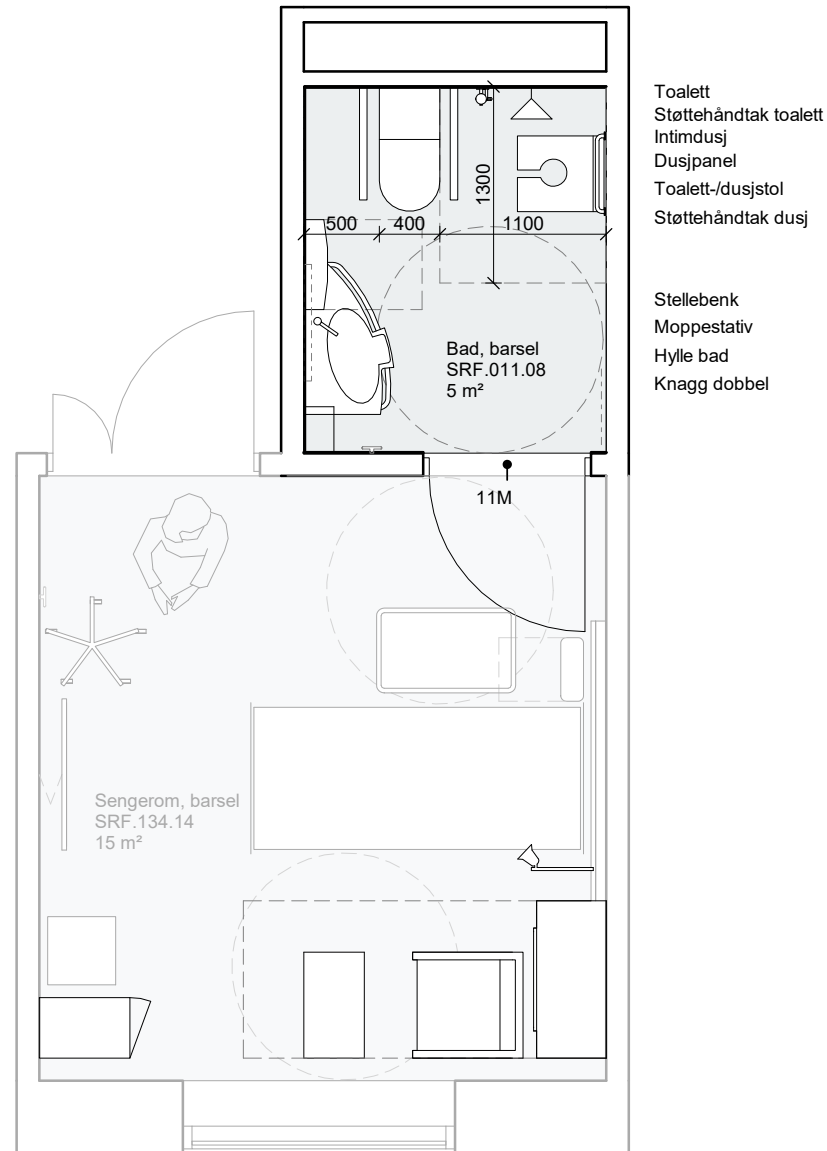 Toalett
Støttehåndtak toalett
Intimdusj
Dusjpanel
Toalett-/dusjstol
Støttehåndtak dusj
1300
500
400
1100
Stellebenk
Moppestativ
Hylle bad
Knagg dobbel
Bad, barsel
SRF.011.08
5 m²
11M
Sengerom, barsel
SRF.134.14
15 m²